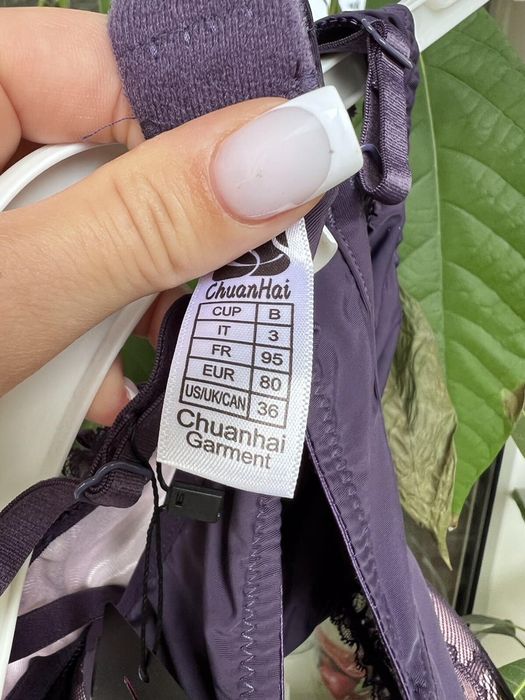 ChuanHai
CUP B
IT 3
FR 95
EUR 80
US/UK/CAN 36
Chuanhai
Garment